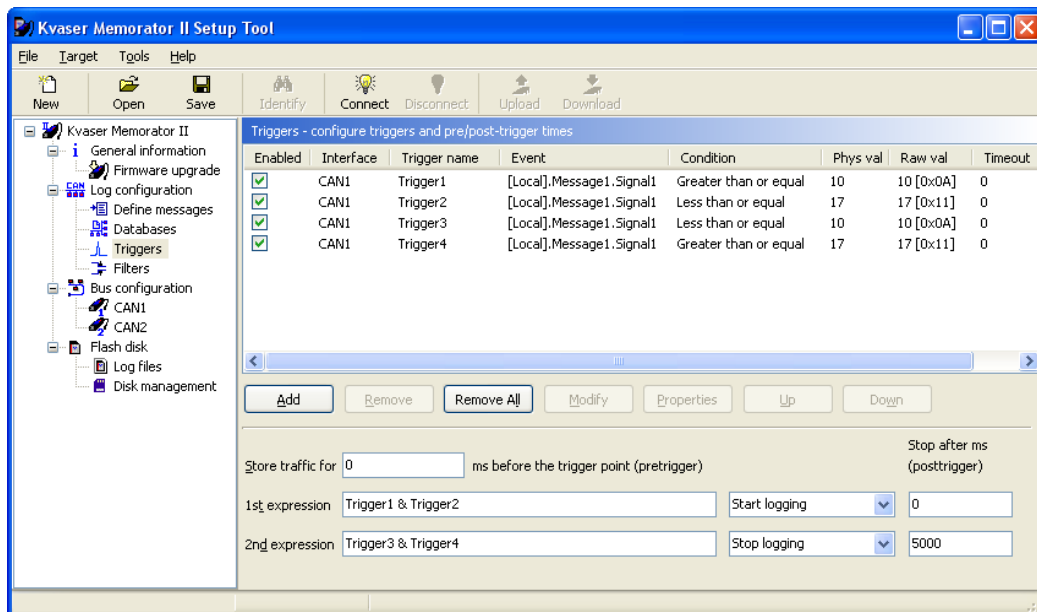 Kvaser Memorator II Setup Tool
File Target Tools Help
New Open Save Identify Connect Disconnect Upload Download
Kvaser Memorator II
General information
Firmware upgrade
Log configuration
Define messages
Databases
Triggers
Filters
Bus configuration
CAN1
CAN2
Flash disk
Log files
Disk management
Triggers - configure triggers and pre/post-trigger times
Enabled Interface Trigger name Event Condition Phys val Raw val Timeout
CAN1 Trigger1 [Local].Message1.Signal1 Greater than or equal 10 10 [0x0A] 0
CAN1 Trigger2 [Local].Message1.Signal1 Less than or equal 17 17 [0x11] 0
CAN1 Trigger3 [Local].Message1.Signal1 Less than or equal 10 10 [0x0A] 0
CAN1 Trigger4 [Local].Message1.Signal1 Greater than or equal 17 17 [0x11] 0
Add Remove Remove All Modify Properties Up Down
Stop after ms
Store traffic for 0 ms before the trigger point (pretrigger) (posttrigger)
1st expression Trigger1 & Trigger2 Start logging 0
2nd expression Trigger3 & Trigger4 Stop logging 5000